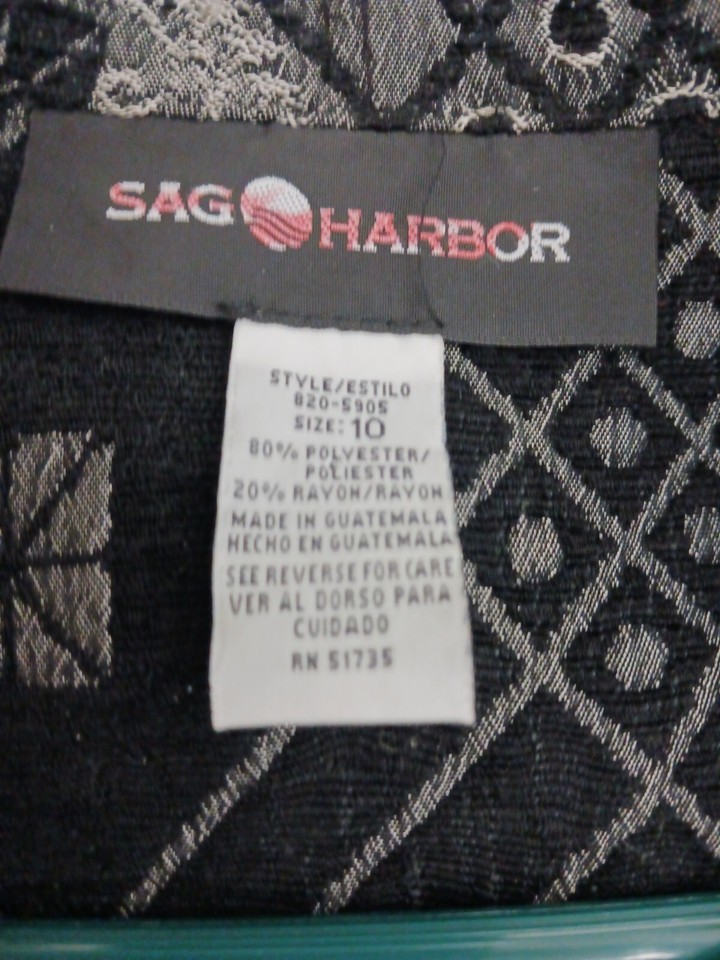 SAG HARBOR
STYLE/ESTILO
820-5905
SIZE: 10
80% POLYESTER/
POLIESTER
20% RAYON/RAYON
MADE IN GUATEMALA
HECHO EN GUATEMALA
SEE REVERSE FOR CARE
VER AL DORSO PARA
CUIDADO
RN 51735